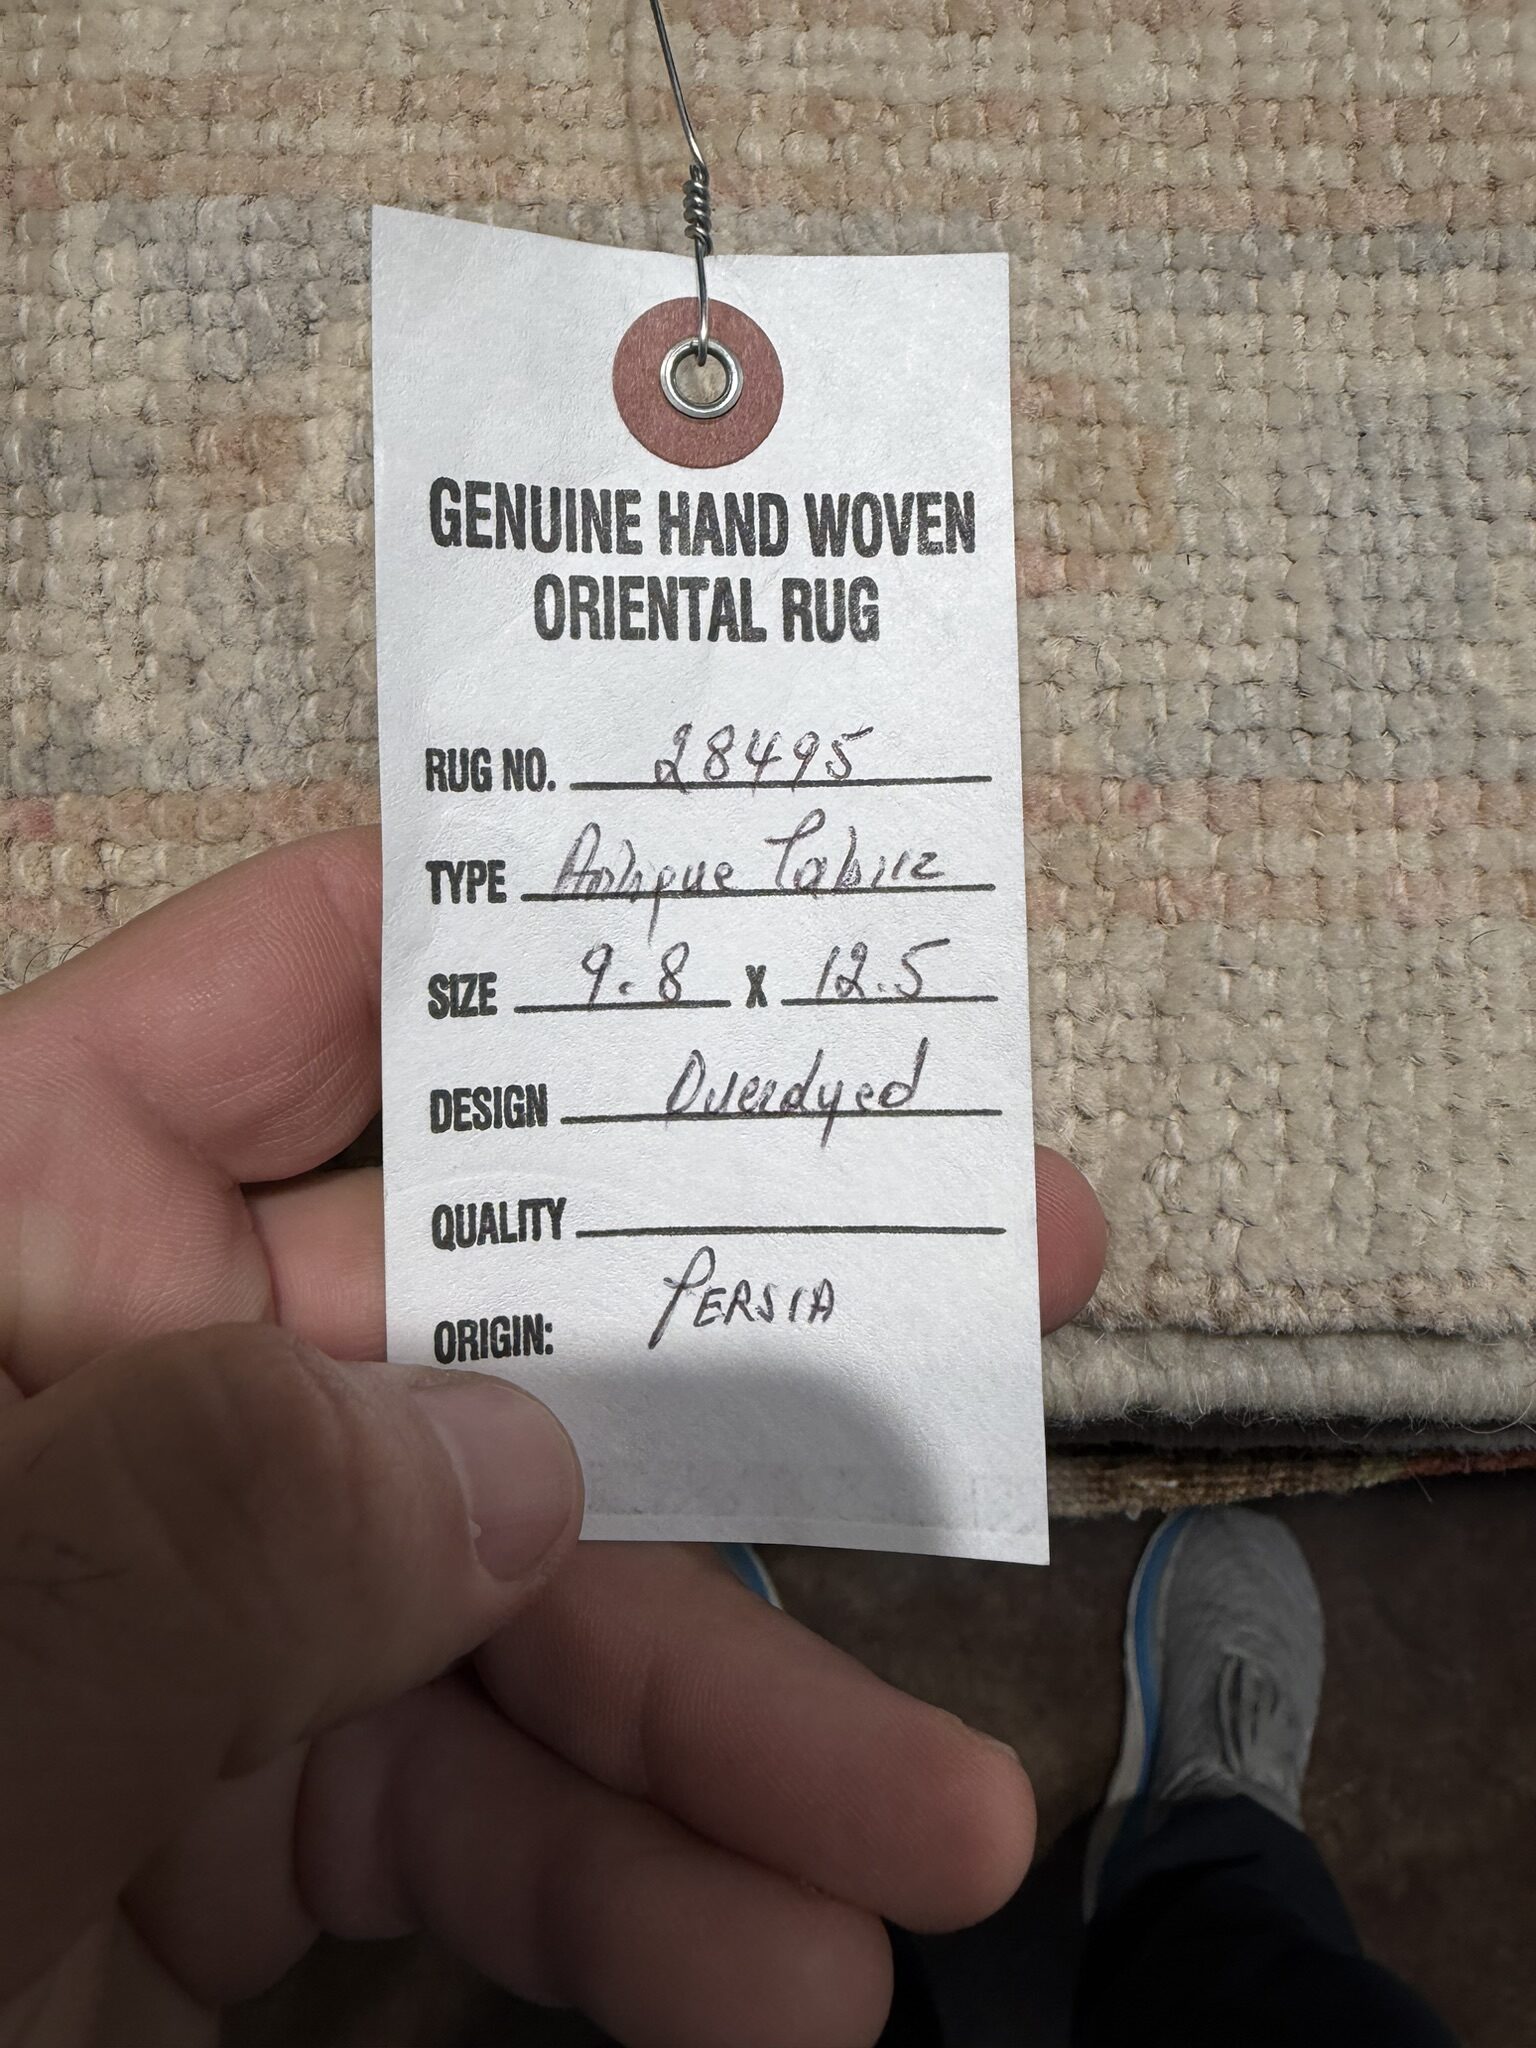 GENUINE HAND WOVEN
ORIENTAL RUG
RUG NO. 28495
TYPE Antique Tabriz
SIZE 9.8 X 12.5
DESIGN Overdyed
QUALITY
ORIGIN: PERSIA